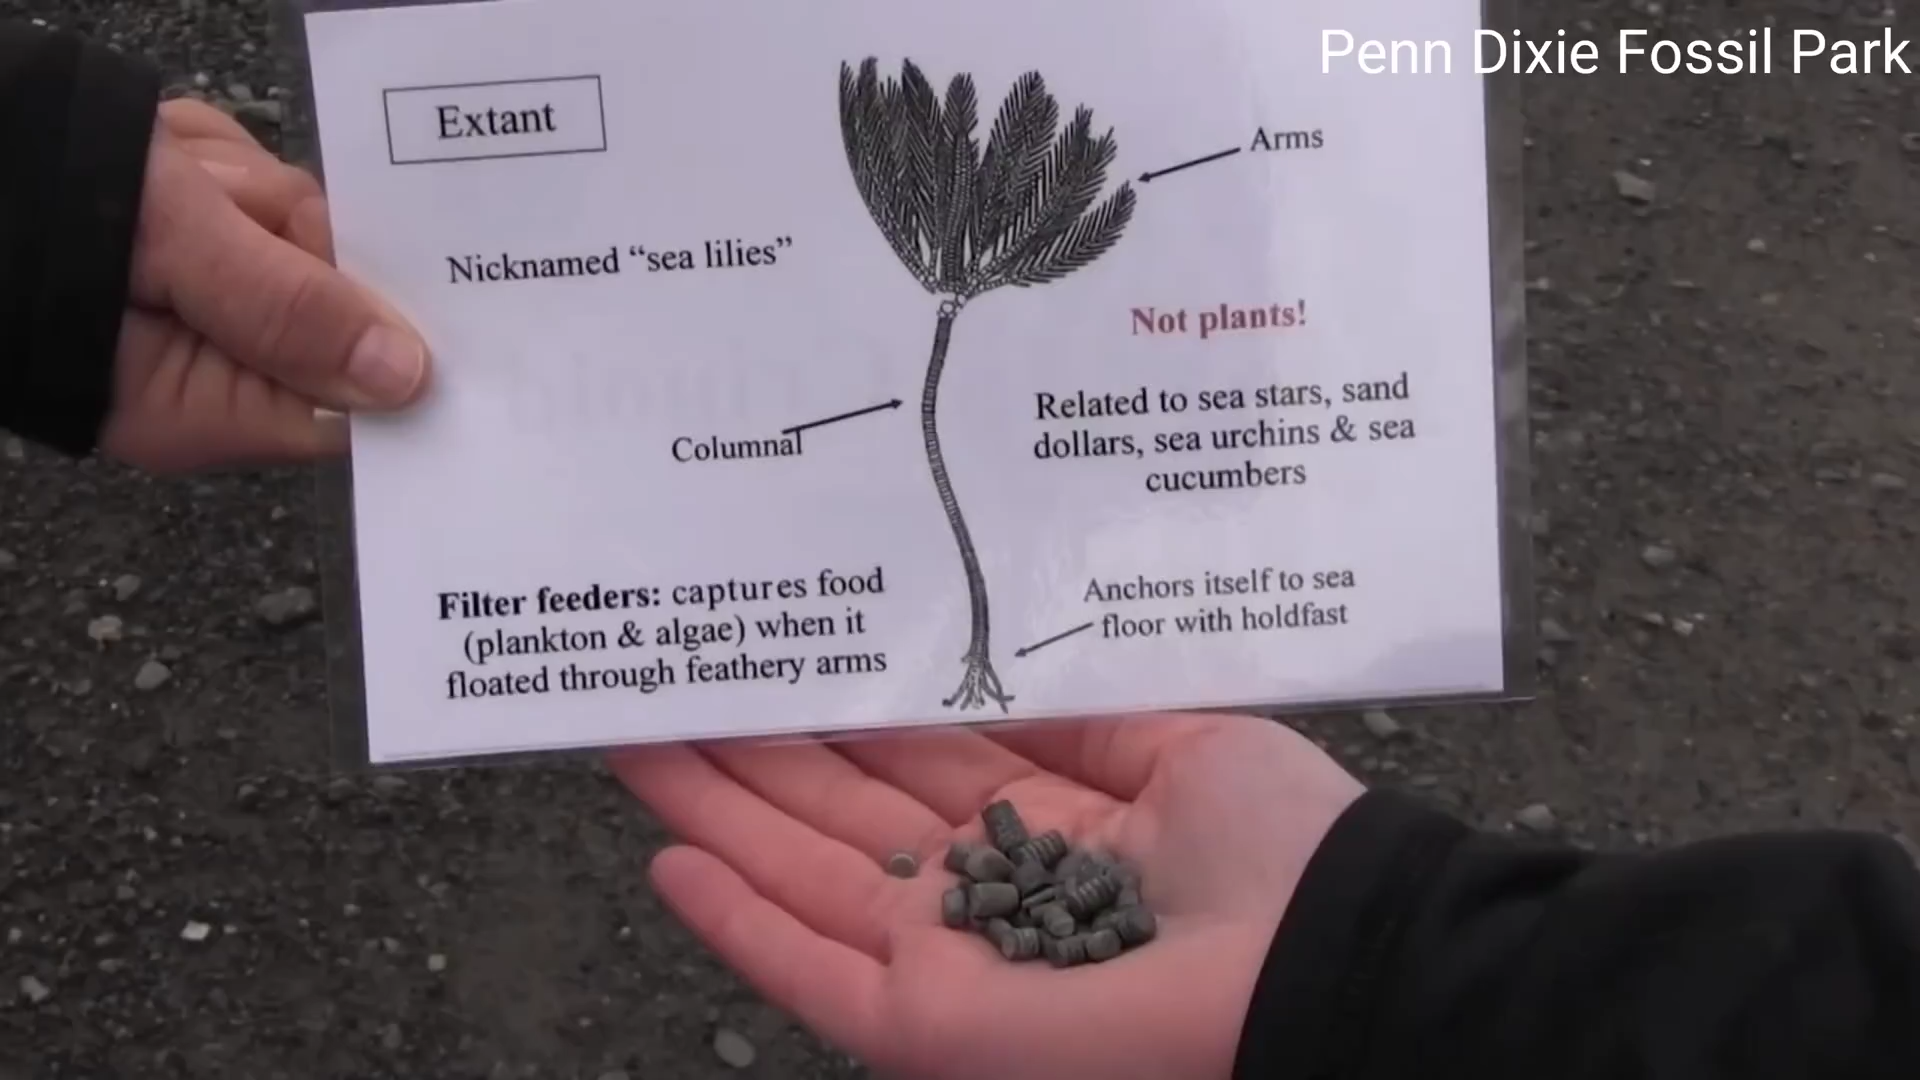 Penn Dixie Fossil Park
Extant
Arms
Nicknamed “sea lilies”
Not plants!
Related to sea stars, sand
dollars, sea urchins & sea
cucumbers
Columnal
Filter feeders: captures food
(plankton & algae) when it
floated through feathery arms
Anchors itself to sea
floor with holdfast